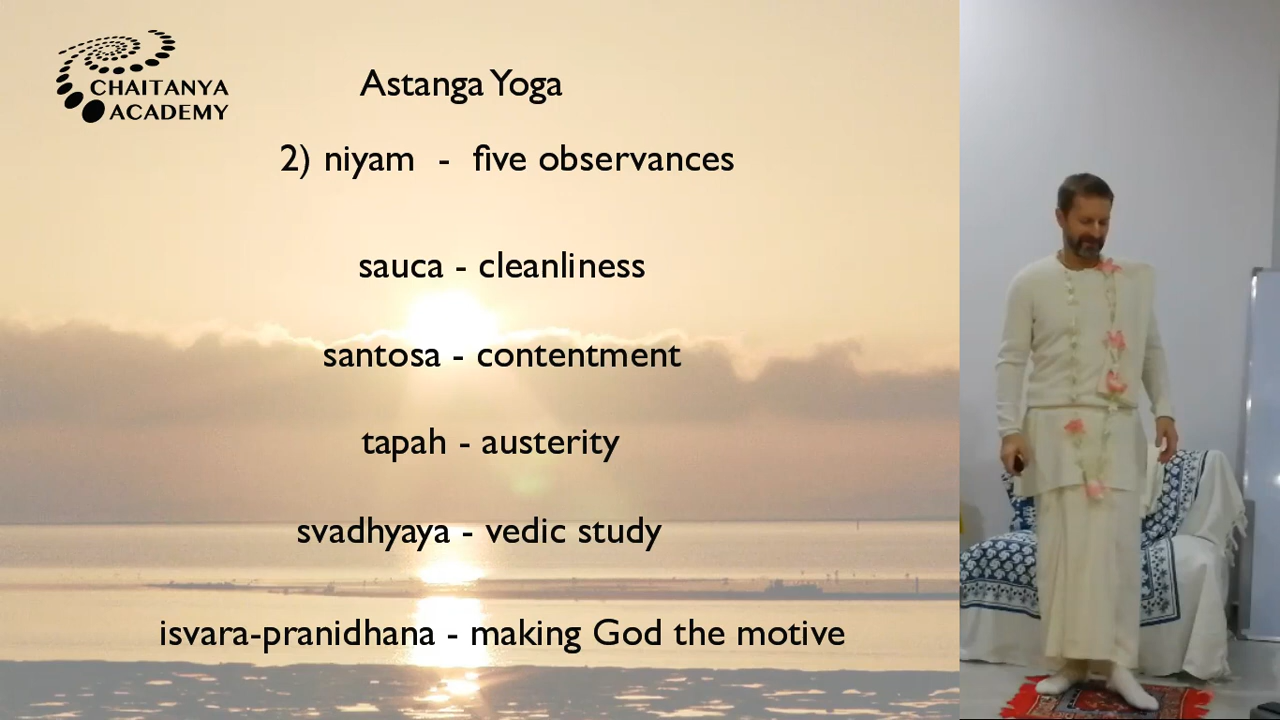 CHAITANYA
ACADEMY
Astanga Yoga
2) niyam - five observances
sauca - cleanliness
santosa - contentment
tapah - austerity
svadhyaya - vedic study
isvara-pranidhana - making God the motive